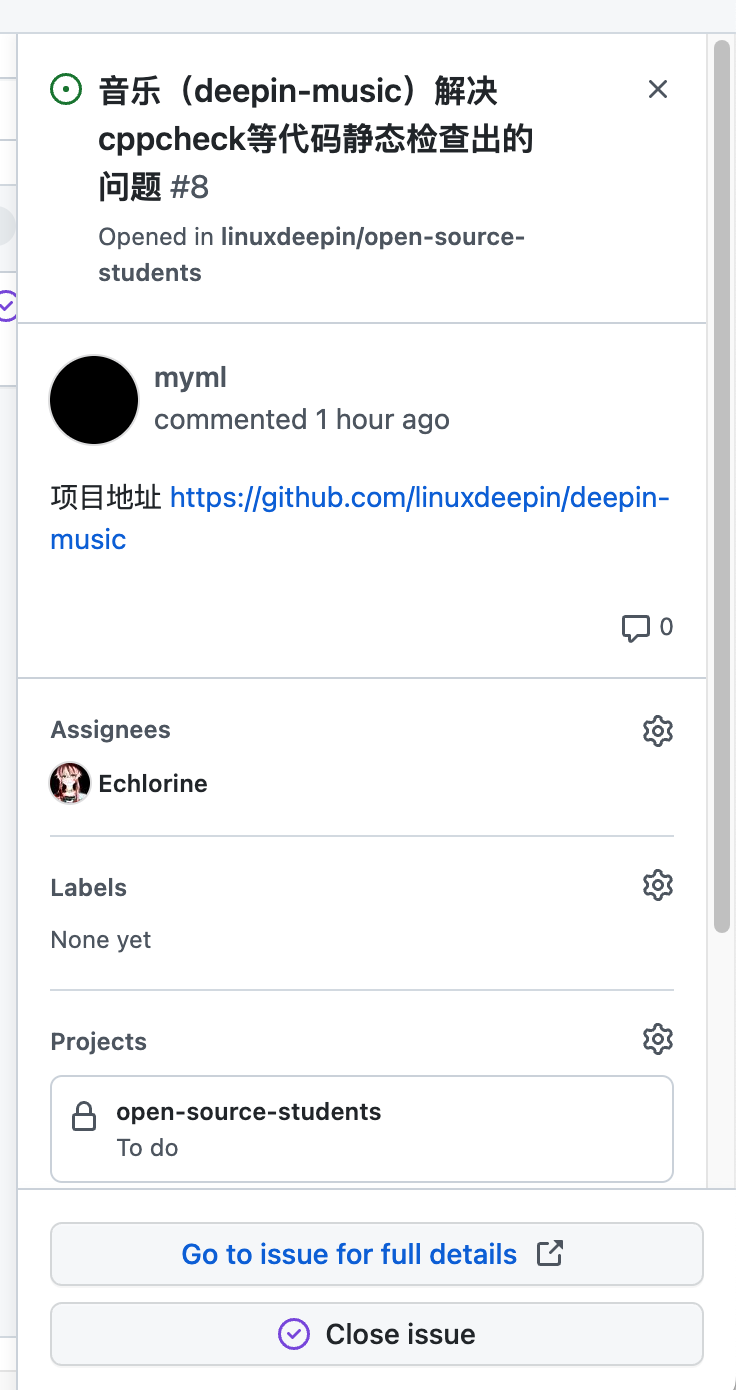 音乐（deepin-music）解决
cppcheck等代码静态检查出的
问题 #8
Opened in linuxdeepin/open-source-
students
myml
commented 1 hour ago
项目地址 https://github.com/linuxdeepin/deepin-
music
0
Assignees
Echlorine
Labels
None yet
Projects
open-source-students
To do
Go to issue for full details
Close issue